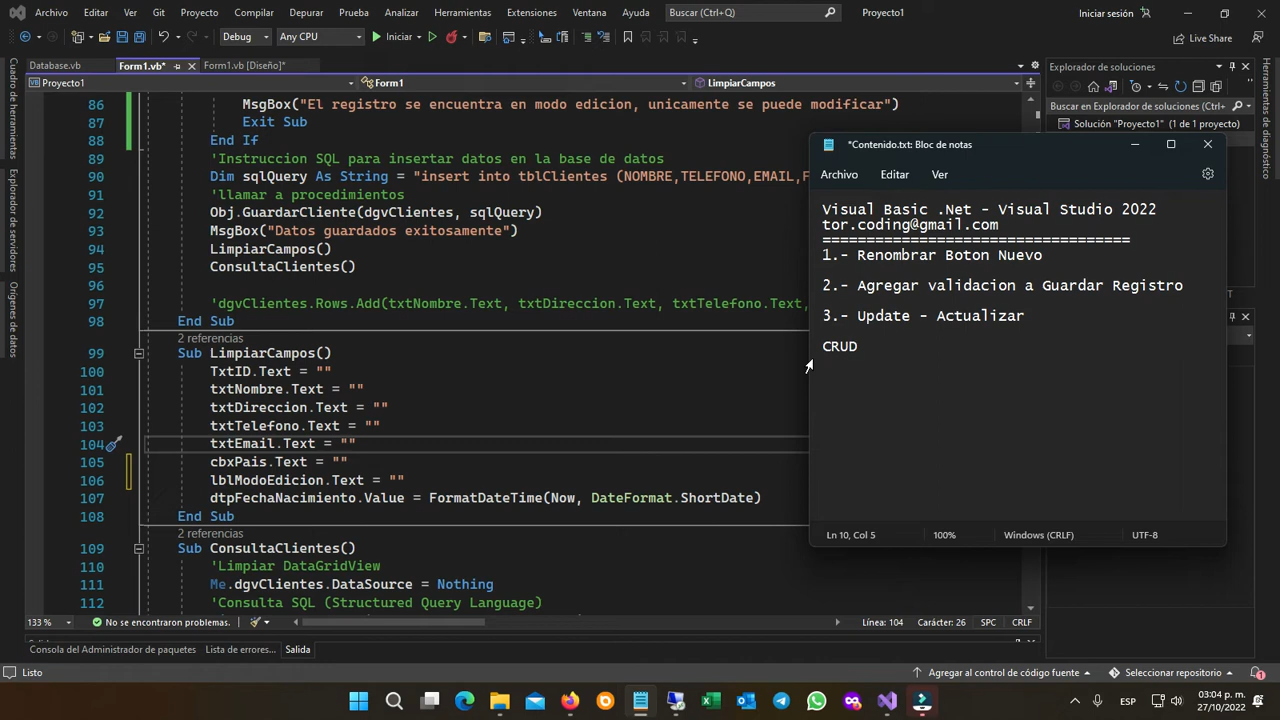 Archivo Editar Ver Git Proyecto Compilar Depurar Prueba Analizar Herramientas Extensiones Ventana Ayuda Buscar (Ctrl+Q) Proyecto1 Iniciar sesión
Debug Any CPU Iniciar Live Share
Database.vb Form1.vb* Form1.vb [Diseño]* Explorador de soluciones
Proyecto1 Form1 LimpiarCampos
Cuadro de herramientas
Explorador de servidores
Orígenes de datos
Herramientas
86 MsgBox("El registro se encuentra en modo edicion, unicamente se puede modificar")
87 Exit Sub
88 End If
89 'Instruccion SQL para insertar datos en la base de datos
90 Dim sqlQuery As String = "insert into tblClientes (NOMBRE,TELEFONO,EMAIL,F
91 'llamar a procedimientos
92 Obj.GuardarCliente(dgvClientes, sqlQuery)
93 MsgBox("Datos guardados exitosamente")
94 LimpiarCampos()
95 ConsultaClientes()
96
97 'dgvClientes.Rows.Add(txtNombre.Text, txtDireccion.Text, txtTelefono.Text,
98 End Sub
2 referencias
99 Sub LimpiarCampos()
100 TxtID.Text = ""
101 txtNombre.Text = ""
102 txtDireccion.Text = ""
103 txtTelefono.Text = ""
104 txtEmail.Text = ""
105 cbxPais.Text = ""
106 lblModoEdicion.Text = ""
107 dtpFechaNacimiento.Value = FormatDateTime(Now, DateFormat.ShortDate)
108 End Sub
2 referencias
109 Sub ConsultaClientes()
110 'Limpiar DataGridView
111 Me.dgvClientes.DataSource = Nothing
112 'Consulta SQL (Structured Query Language)
Buscar en Explorador de soluciones (Ctrl+
Solución "Proyecto1" (1 de 1 proyecto)
*Contenido.txt: Bloc de notas
Archivo Editar Ver
Visual Basic .Net - Visual Studio 2022
tor.coding@gmail.com
===================================
1.- Renombrar Boton Nuevo
2.- Agregar validacion a Guardar Registro
3.- Update - Actualizar
CRUD
Ln 10, Col 5 100% Windows (CRLF) UTF-8
133 % No se encontraron problemas. Línea: 104 Carácter: 26 SPC CRLF
Consola del Administrador de paquetes Lista de errores... Salida
Listo Agregar al control de código fuente Seleccionar repositorio 1
ESP 03:04 p. m.
27/10/2022